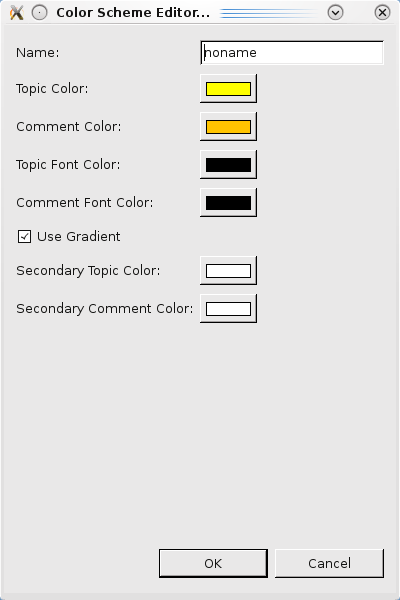 Color Scheme Editor...
Name: noname
Topic Color:
Comment Color:
Topic Font Color:
Comment Font Color:
Use Gradient
Secondary Topic Color:
Secondary Comment Color:
OK Cancel